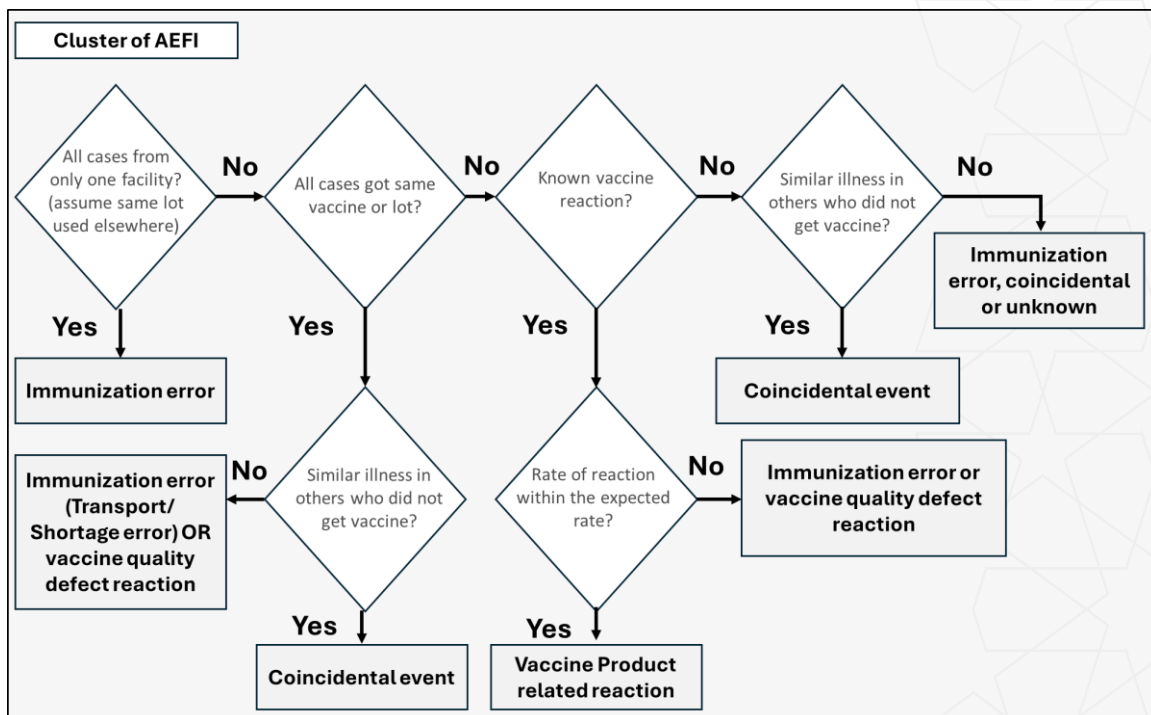 Cluster of AEFI
All cases from
only one facility?
(assume same lot
used elsewhere)
No
All cases got same
vaccine or lot?
No
Known vaccine
reaction?
No
Similar illness in
others who did not
get vaccine?
No
Immunization
error, coincidental
or unknown
Yes
Immunization error
Yes
Yes
Yes
Coincidental event
Immunization error
(Transport/
Shortage error) OR
vaccine quality
defect reaction
No
Similar illness in
others who did not
get vaccine?
Rate of reaction
within the expected
rate?
No
Immunization error or
vaccine quality defect
reaction
Yes
Coincidental event
Yes
Vaccine Product
related reaction